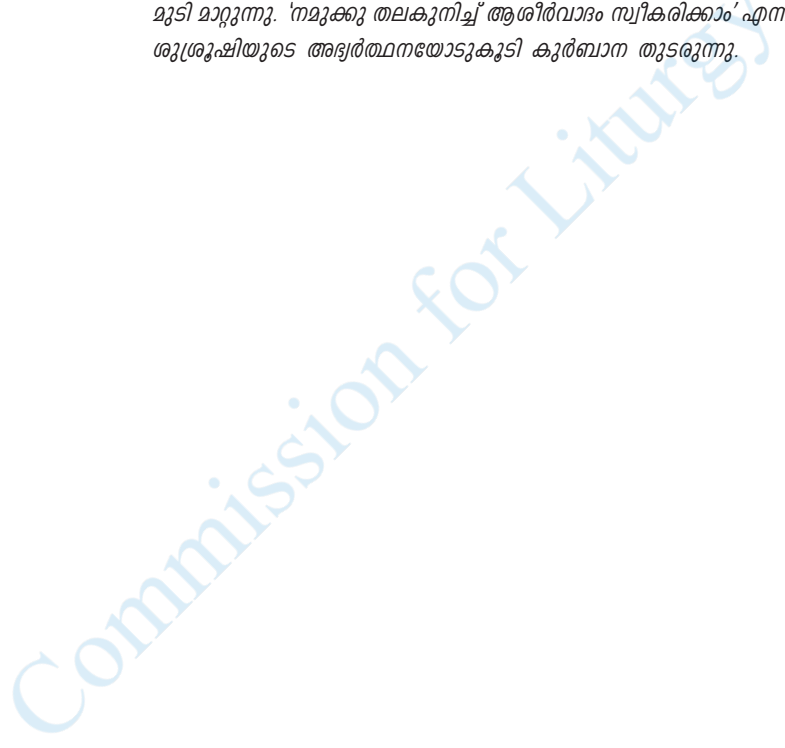 മുടി മാറ്റുന്നു. 'നമുക്കു തലകുനിച്ച് ആശീർവാദം സ്വീകരിക്കാം' എന്ന
ശുശ്രൂഷിയുടെ അഭ്യർത്ഥനയോടുകൂടി കുർബാന തുടരുന്നു.
Commission for Liturgy